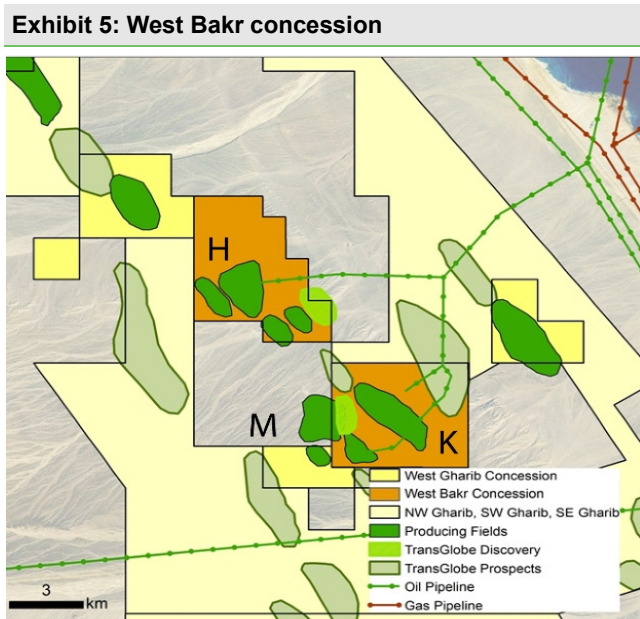 Exhibit 5: West Bakr concession
H
M
K
West Gharib Concession
West Bakr Concession
NW Gharib, SW Gharib, SE Gharib
Producing Fields
TransGlobe Discovery
TransGlobe Prospects
Oil Pipeline
Gas Pipeline
3
km